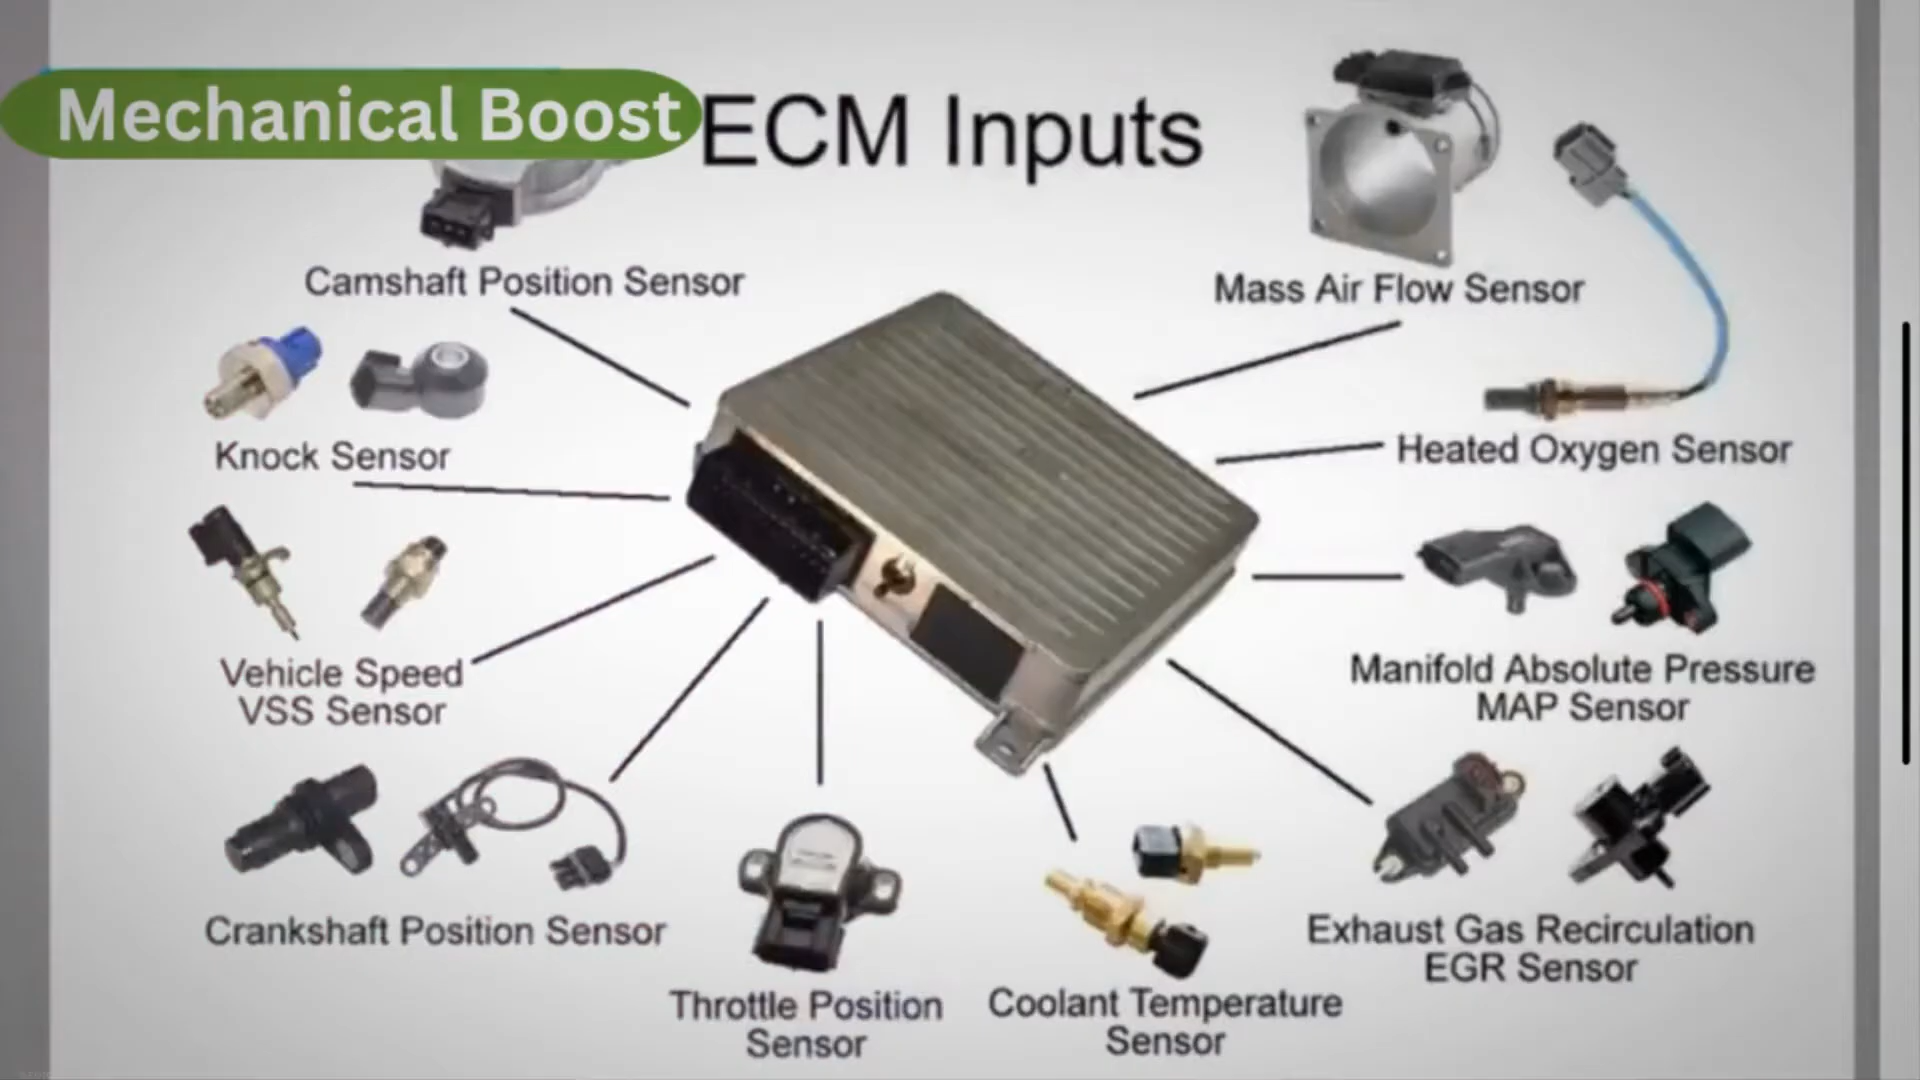 Mechanical Boost
ECM Inputs
Camshaft Position Sensor
Mass Air Flow Sensor
Knock Sensor
Heated Oxygen Sensor
Vehicle Speed
VSS Sensor
Manifold Absolute Pressure
MAP Sensor
Crankshaft Position Sensor
Exhaust Gas Recirculation
EGR Sensor
Throttle Position
Sensor
Coolant Temperature
Sensor